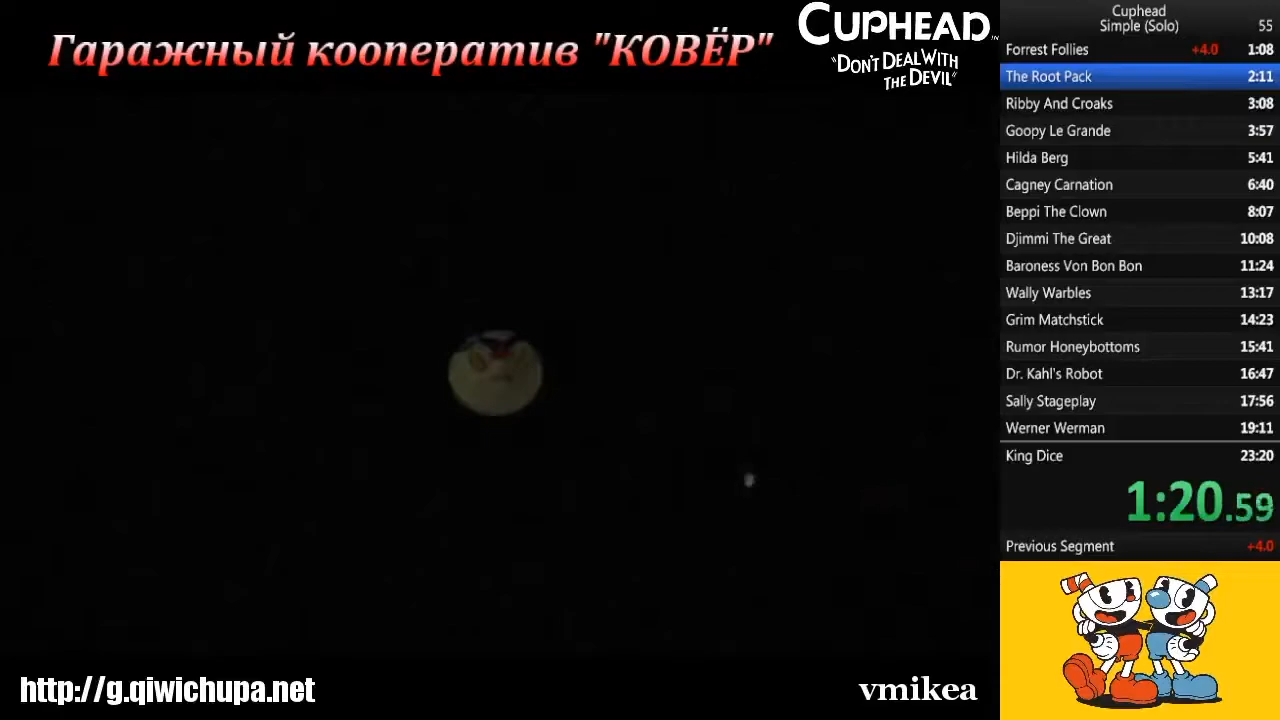 Гаражный кооператив "КОВЁР"
CUPHEAD
"DON'T DEAL WITH
THE DEVIL"
Cuphead
Simple (Solo) 55
Forrest Follies +4.0 1:08
The Root Pack 2:11
Ribby And Croaks 3:08
Goopy Le Grande 3:57
Hilda Berg 5:41
Cagney Carnation 6:40
Beppi The Clown 8:07
Djimmi The Great 10:08
Baroness Von Bon Bon 11:24
Wally Warbles 13:17
Grim Matchstick 14:23
Rumor Honeybottoms 15:41
Dr. Kahl's Robot 16:47
Sally Stageplay 17:56
Werner Werman 19:11
King Dice 23:20
1:20.59
Previous Segment +4.0
http://g.qiwichupa.net
vmikea